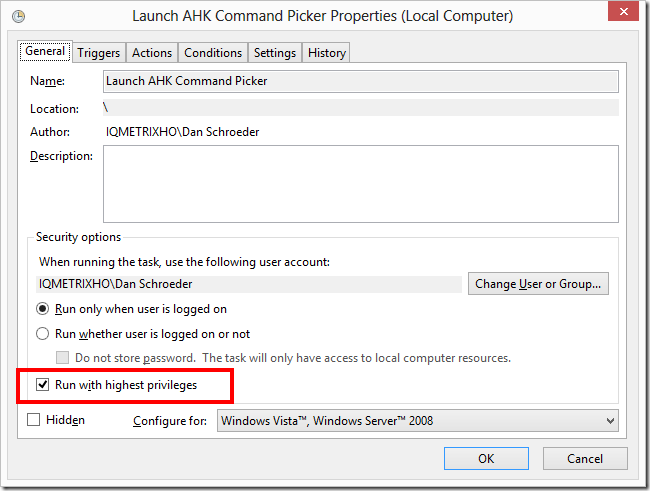 Launch AHK Command Picker Properties (Local Computer)
General Triggers Actions Conditions Settings History
Name: Launch AHK Command Picker
Location: \
Author: IQMETRIXHO\Dan Schroeder
Description:
Security options
When running the task, use the following user account:
IQMETRIXHO\Dan Schroeder Change User or Group...
Run only when user is logged on
Run whether user is logged on or not
Do not store password. The task will only have access to local computer resources.
Run with highest privileges
Hidden Configure for: Windows Vista™, Windows Server™ 2008
OK Cancel